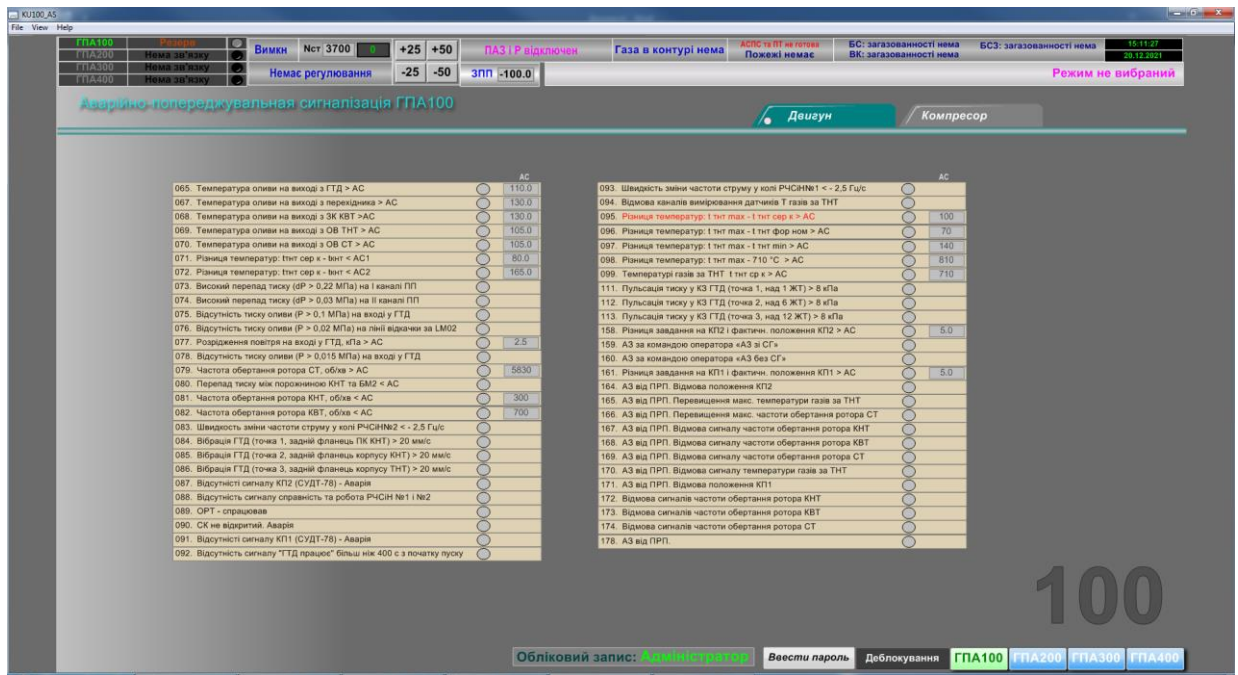 KU100_A5
File View Help
ГПА100 Резерв
ГПА200 Нема зв'язку
ГПА300 Нема зв'язку
ГПА400 Нема зв'язку
Вимкн Nст 3700 0 +25 +50
Немає регулювання -25 -50
ПАЗ і Р відключен
ЗПП -100.0
Газа в контурі нема
АСПС та ПТ не готова
Пожежі немає
БС: загазованності нема
ВК: загазованності нема
БСЗ: загазованності нема
15:11:27
20.12.2021
Режим не вибраний
Аварійно-попереджувальная сигналізація ГПА100
Двигун Компресор
АС
065. Температура оливи на виході з ГТД > АС 110.0
067. Температура оливи на виході з перехідника > АС 130.0
068. Температура оливи на виході з ЗК КВТ >АС 130.0
069. Температура оливи на виході з ОВ ТНТ > АС 105.0
070. Температура оливи на виході з ОВ СТ > АС 105.0
071. Різниця температур: tтнт сер к - tкнт < АС1 80.0
072. Різниця температур: tтнт сер к - tкнт < АС2 165.0
073. Високий перепад тиску (dP > 0,22 МПа) на I каналі ПП
074. Високий перепад тиску (dP > 0,03 МПа) на II каналі ПП
075. Відсутність тиску оливи (Р > 0,1 МПа) на вході у ГТД
076. Відсутність тиску оливи (Р > 0,02 МПа) на лінії відкачки за LM02
077. Розрідження повітря на вході у ГТД, кПа > АС 2.5
078. Відсутність тиску оливи (Р > 0,015 МПа) на вході у ГТД
079. Частота обертання ротора СТ, об/хв > АС 5830
080. Перепад тиску між порожниною КНТ та БМ2 < АС
081. Частота обертання ротора КНТ, об/хв < АС 300
082. Частота обертання ротора КВТ, об/хв < АС 700
083. Швидкость зміни частоти струму у колі РЧСіН№2 < - 2,5 Гц/с
084. Вібрація ГТД (точка 1, задній фланець ПК КНТ) > 20 мм/с
085. Вібрація ГТД (точка 2, задній фланець корпусу КНТ) > 20 мм/с
086. Вібрація ГТД (точка 3, задній фланець корпусу ТНТ) > 20 мм/с
087. Відсутністі сигналу КП2 (СУДТ-78) - Аварія
088. Відсутність сигналу справність та робота РЧСіН №1 і №2
089. ОРТ - спрацював
090. СК не відкритий. Аварія
091. Відсутністі сигналу КП1 (СУДТ-78) - Аварія
092. Відсутність сигналу "ГТД працює" більш ніж 400 с з початку пуску
АС
093. Швидкість зміни частоти струму у колі РЧСіН№1 < - 2,5 Гц/с
094. Відмова каналів вимірювання датчиків Т газів за ТНТ
095. Різниця температур: t тнт max - t тнт сер к > АС 100
096. Різниця температур: t тнт max - t тнт фор ном > АС 70
097. Різниця температур: t тнт max - t тнт min > АС 140
098. Різниця температур: t тнт max - 710 °C > АС 810
099. Температурі газів за ТНТ t тнт ср к > АС 710
111. Пульсація тиску у КЗ ГТД (точка 1, над 1 ЖТ) > 8 кПа
112. Пульсація тиску у КЗ ГТД (точка 2, над 6 ЖТ) > 8 кПа
113. Пульсація тиску у КЗ ГТД (точка 3, над 12 ЖТ) > 8 кПа
158. Різниця завдання на КП2 і фактичн. положення КП2 > АС 5.0
159. АЗ за командою оператора «АЗ зі СГ»
160. АЗ за командою оператора «АЗ без СГ»
161. Різниця завдання на КП1 і фактичн. положення КП1 > АС 5.0
164. АЗ від ПРП. Відмова положення КП2
165. АЗ від ПРП. Перевищення макс. температури газів за ТНТ
166. АЗ від ПРП. Перевищення макс. частоти обертання ротора СТ
167. АЗ від ПРП. Відмова сигналу частоти обертання ротора КНТ
168. АЗ від ПРП. Відмова сигналу частоти обертання ротора КВТ
169. АЗ від ПРП. Відмова сигналу частоти обертання ротора СТ
170. АЗ від ПРП. Відмова сигналу температури газів за ТНТ
171. АЗ від ПРП. Відмова положення КП1
172. Відмова сигналів частоти обертання ротора КНТ
173. Відмова сигналів частоти обертання ротора КВТ
174. Відмова сигналів частоти обертання ротора СТ
178. АЗ від ПРП.
100
Обліковий запис: Адміністратор Ввести пароль Деблокування ГПА100 ГПА200 ГПА300 ГПА400